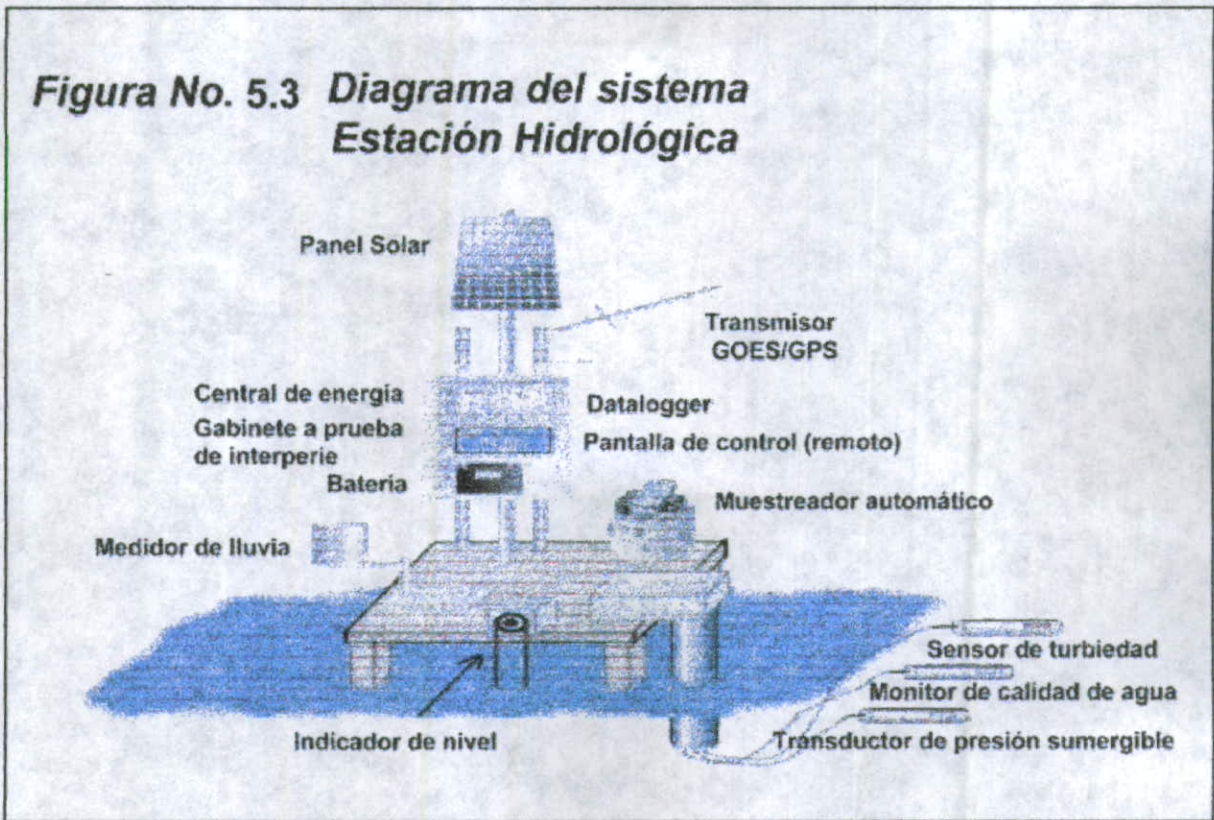 Figura No. 5.3 Diagrama del sistema
Estación Hidrológica
Panel Solar
Transmisor
GOES/GPS
Central de energía
Datalogger
Gabinete a prueba
de interperie
Pantalla de control (remoto)
Batería
Muestreador automático
Medidor de lluvia
Sensor de turbiedad
Monitor de calidad de agua
Indicador de nivel
Transductor de presión sumergible